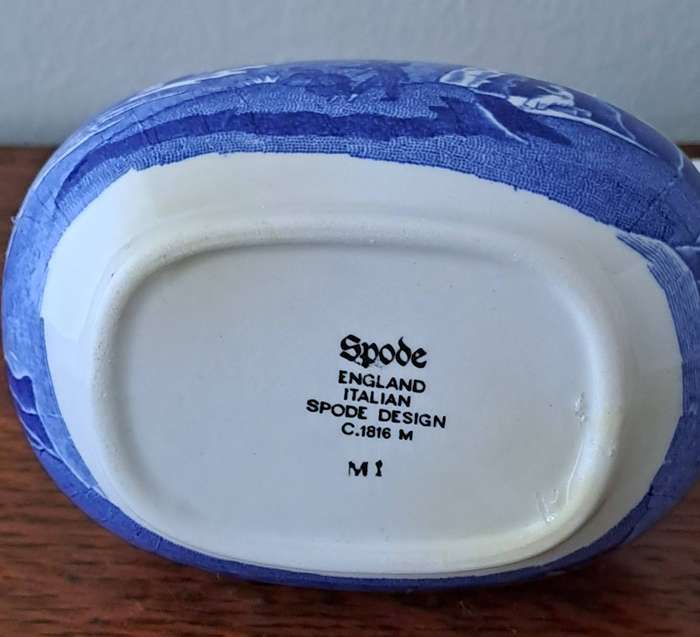 Spode
ENGLAND
ITALIAN
SPODE DESIGN
C.1816 M
M 1